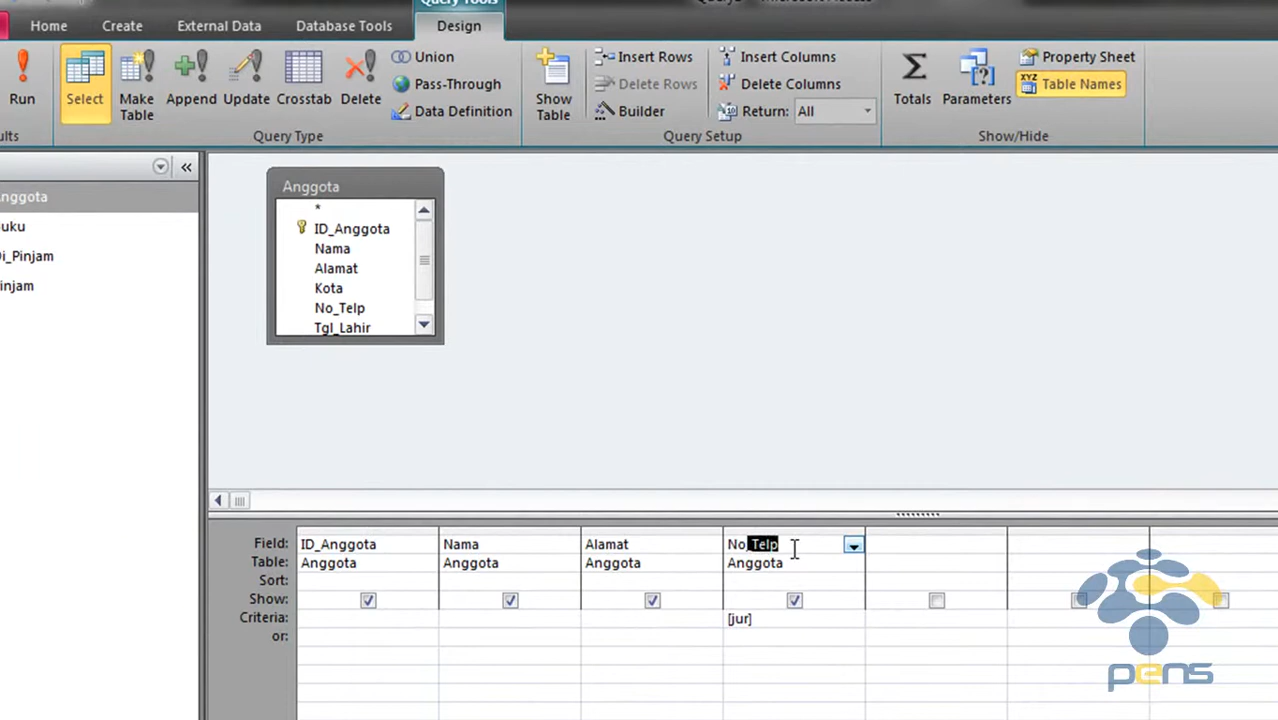 Query Tools
Home Create External Data Database Tools Design
Run Select Make Table Append Update Crosstab Delete
Union
Pass-Through
Data Definition
Show Table
Insert Rows
Delete Rows
Builder
Insert Columns
Delete Columns
Return: All
Totals Parameters
Property Sheet
XYZ Table Names
Query Type Query Setup Show/Hide
Anggota
*
ID_Anggota
Nama
Alamat
Kota
No_Telp
Tgl_Lahir
Field: ID_Anggota Nama Alamat No_Telp
Table: Anggota Anggota Anggota Anggota
Sort:
Show:
Criteria: [jur]
or:
pens